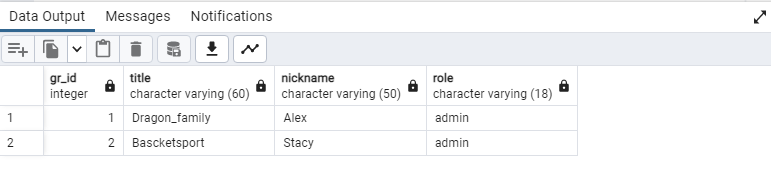 Data Output Messages Notifications
gr_id title nickname role
integer character varying (60) character varying (50) character varying (18)
1 1 Dragon_family Alex admin
2 2 Bascketsport Stacy admin